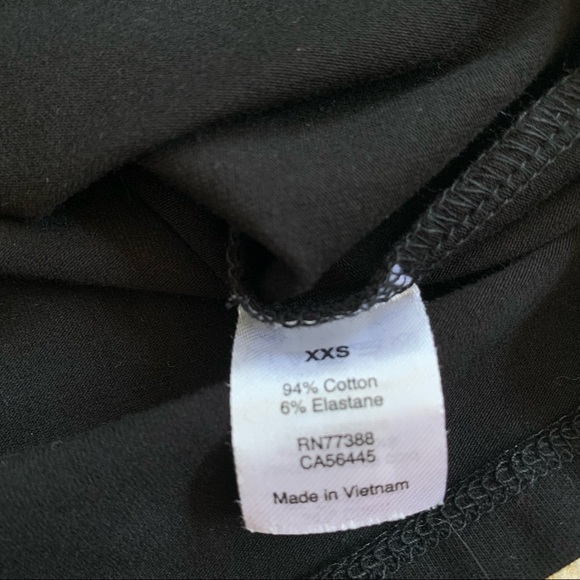 XXS
94% Cotton
6% Elastane
RN77388
CA56445
Made in Vietnam